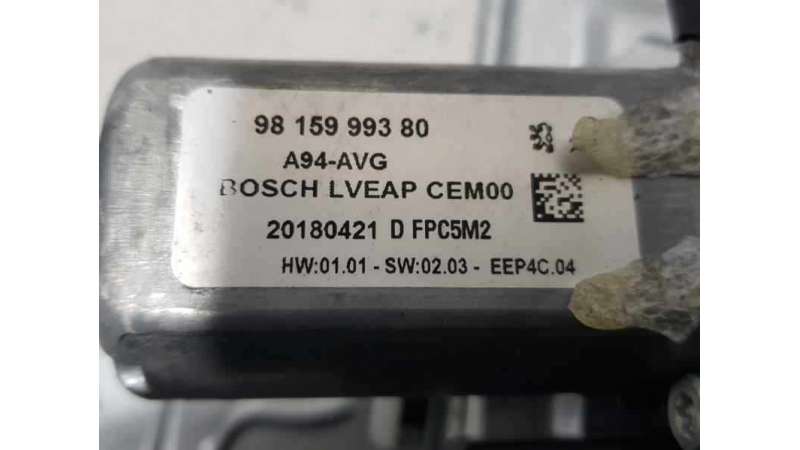 98 159 993 80
A94-AVG
BOSCH LVEAP CEM00
20180421 D FPC5M2
HW:01.01 - SW:02.03 - EEP4C.04